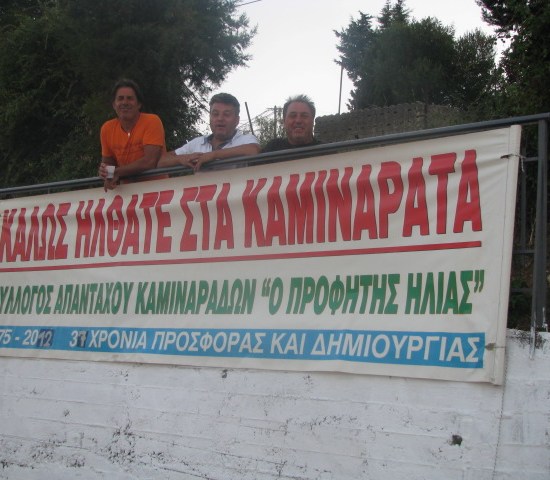 ΚΑΛΩΣ ΗΛΘΑΤΕ ΣΤΑ ΚΑΜΙΝΑΡΑΤΑ
ΥΛΛΟΓΟΣ ΑΠΑΝΤΑΧΟΥ ΚΑΜΙΝΑΡΑΔΩΝ "Ο ΠΡΟΦΗΤΗΣ ΗΛΙΑΣ"
75 - 2012 37 ΧΡΟΝΙΑ ΠΡΟΣΦΟΡΑΣ ΚΑΙ ΔΗΜΙΟΥΡΓΙΑΣ